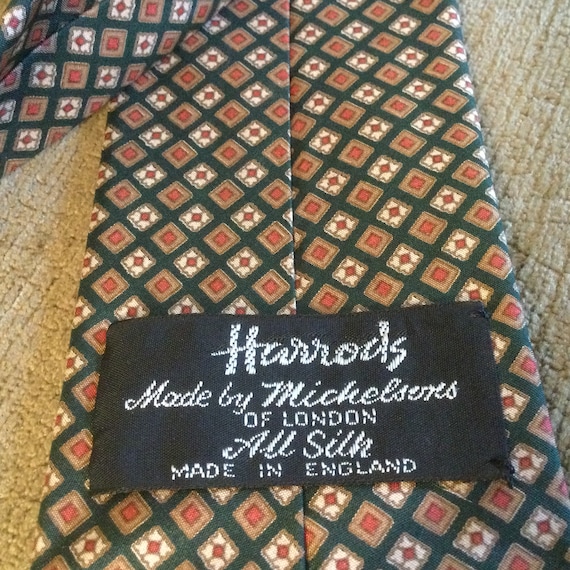 Harrods
Made by Michelsons
OF LONDON
All Silk
MADE IN ENGLAND